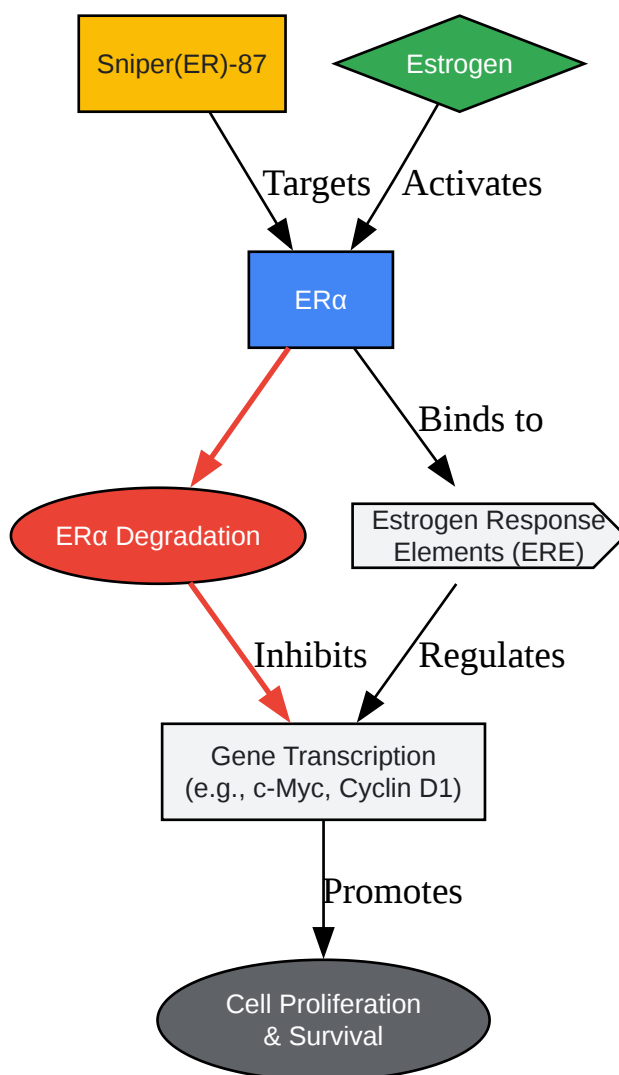 Sniper(ER)-87
Estrogen
Targets
Activates
ERα
Binds to
ERα Degradation
Estrogen Response
Elements (ERE)
Inhibits
Regulates
Gene Transcription
(e.g., c-Myc, Cyclin D1)
Promotes
Cell Proliferation
& Survival